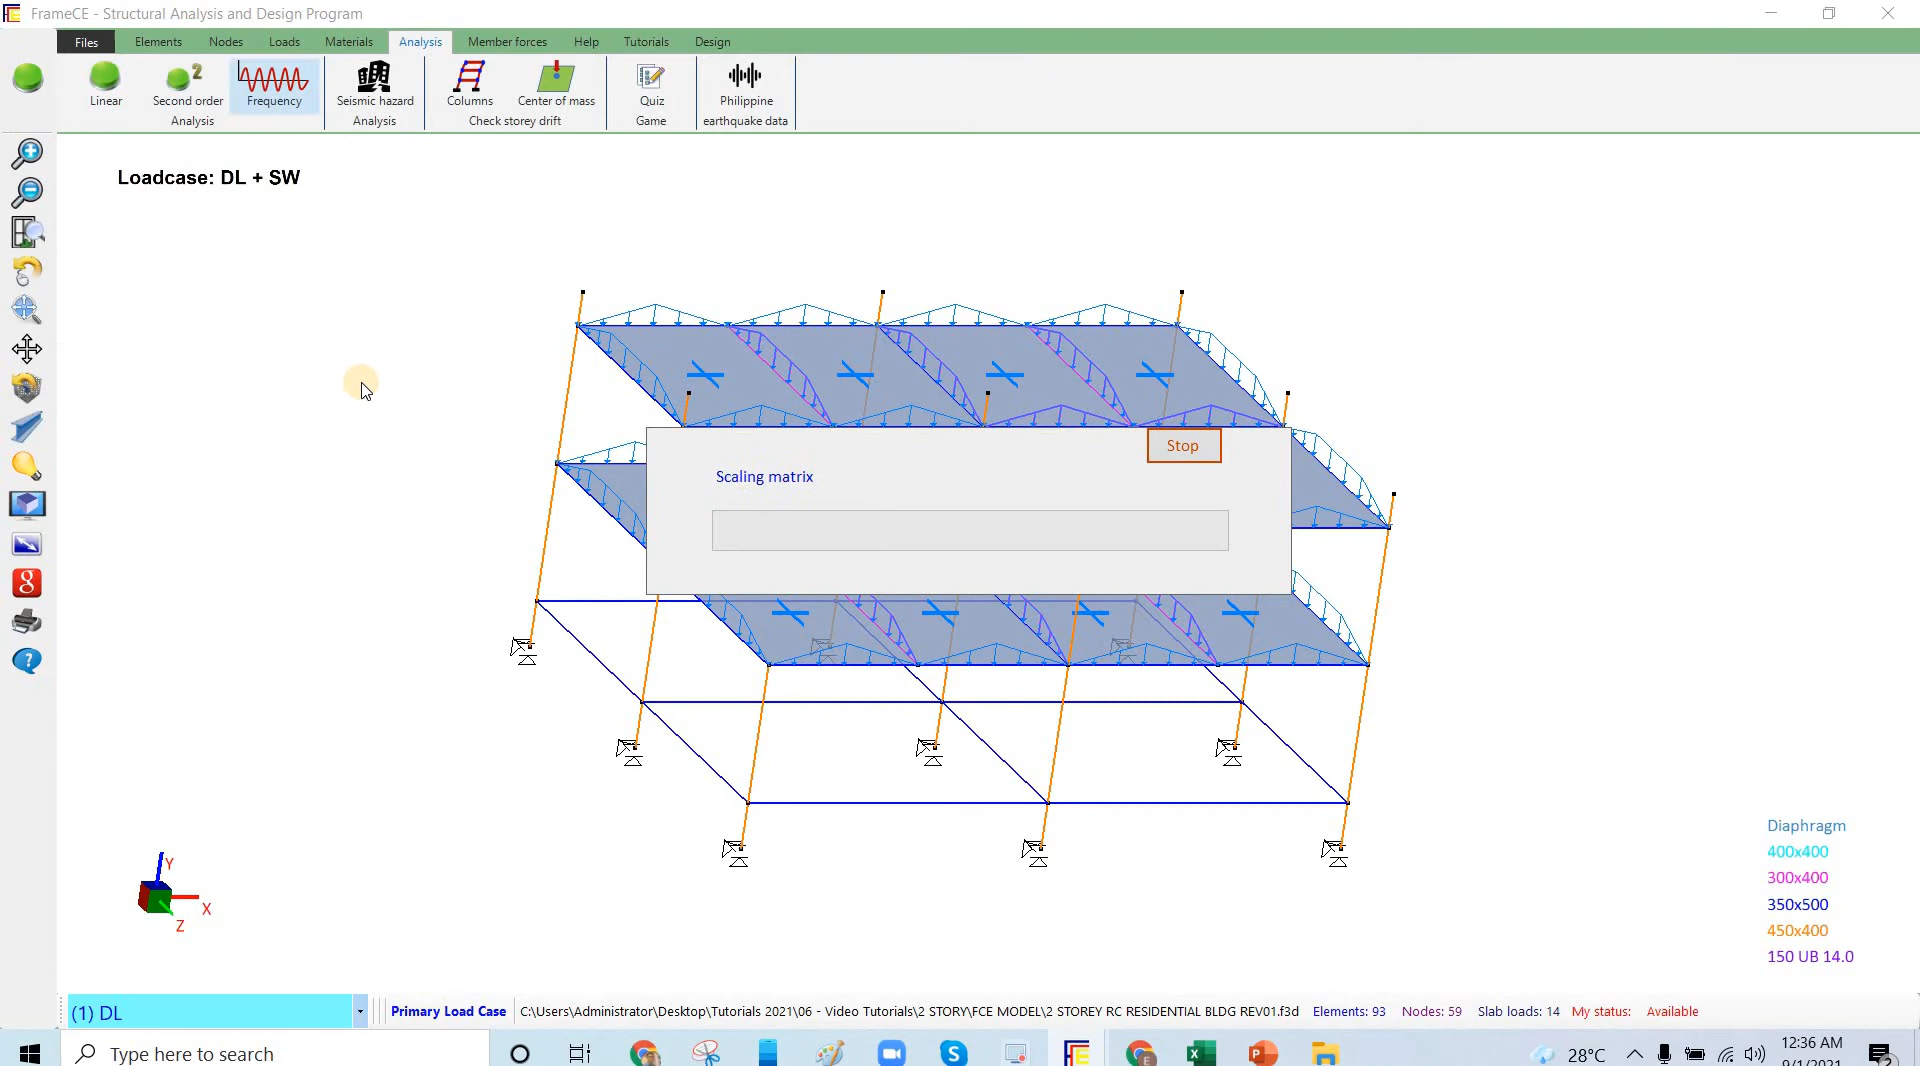 FrameCE - Structural Analysis and Design Program
Files Elements Nodes Loads Materials Analysis Member forces Help Tutorials Design
Linear Second order Frequency Seismic hazard Columns Center of mass Quiz Philippine
Analysis Analysis Check storey drift Game earthquake data
Loadcase: DL + SW
Stop
Scaling matrix
Diaphragm
400x400
300x400
350x500
450x400
150 UB 14.0
Y
X
Z
(1) DL Primary Load Case C:\Users\Administrator\Desktop\Tutorials 2021\06 - Video Tutorials\2 STORY\FCE MODEL\2 STOREY RC RESIDENTIAL BLDG REV01.f3d Elements: 93 Nodes: 59 Slab loads: 14 My status: Available
Type here to search 28°C 12:36 AM
9/1/2021